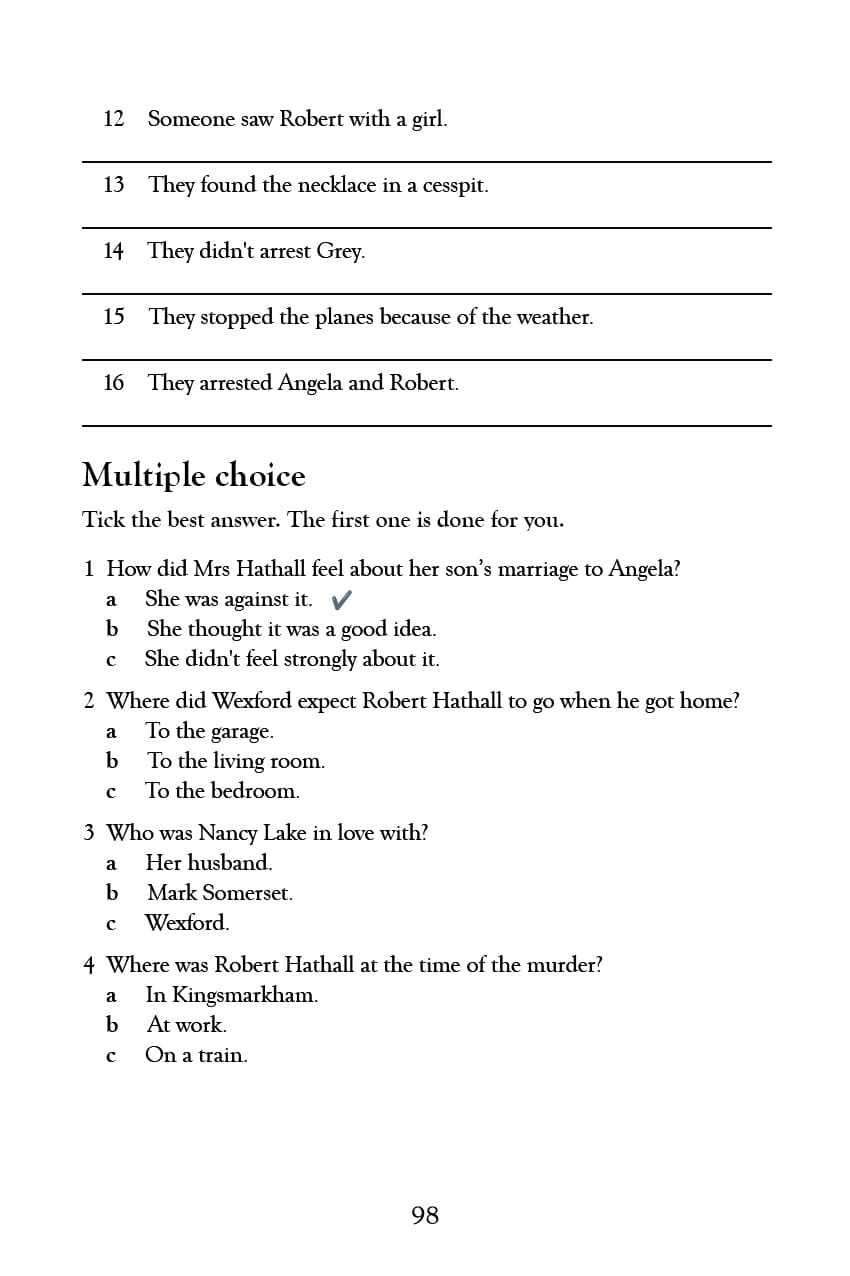 12 Someone saw Robert with a girl.
13 They found the necklace in a cesspit.
14 They didn't arrest Grey.
15 They stopped the planes because of the weather.
16 They arrested Angela and Robert.
Multiple choice
Tick the best answer. The first one is done for you.
1 How did Mrs Hathall feel about her son’s marriage to Angela?
a She was against it. ✔
b She thought it was a good idea.
c She didn't feel strongly about it.
2 Where did Wexford expect Robert Hathall to go when he got home?
a To the garage.
b To the living room.
c To the bedroom.
3 Who was Nancy Lake in love with?
a Her husband.
b Mark Somerset.
c Wexford.
4 Where was Robert Hathall at the time of the murder?
a In Kingsmarkham.
b At work.
c On a train.
98